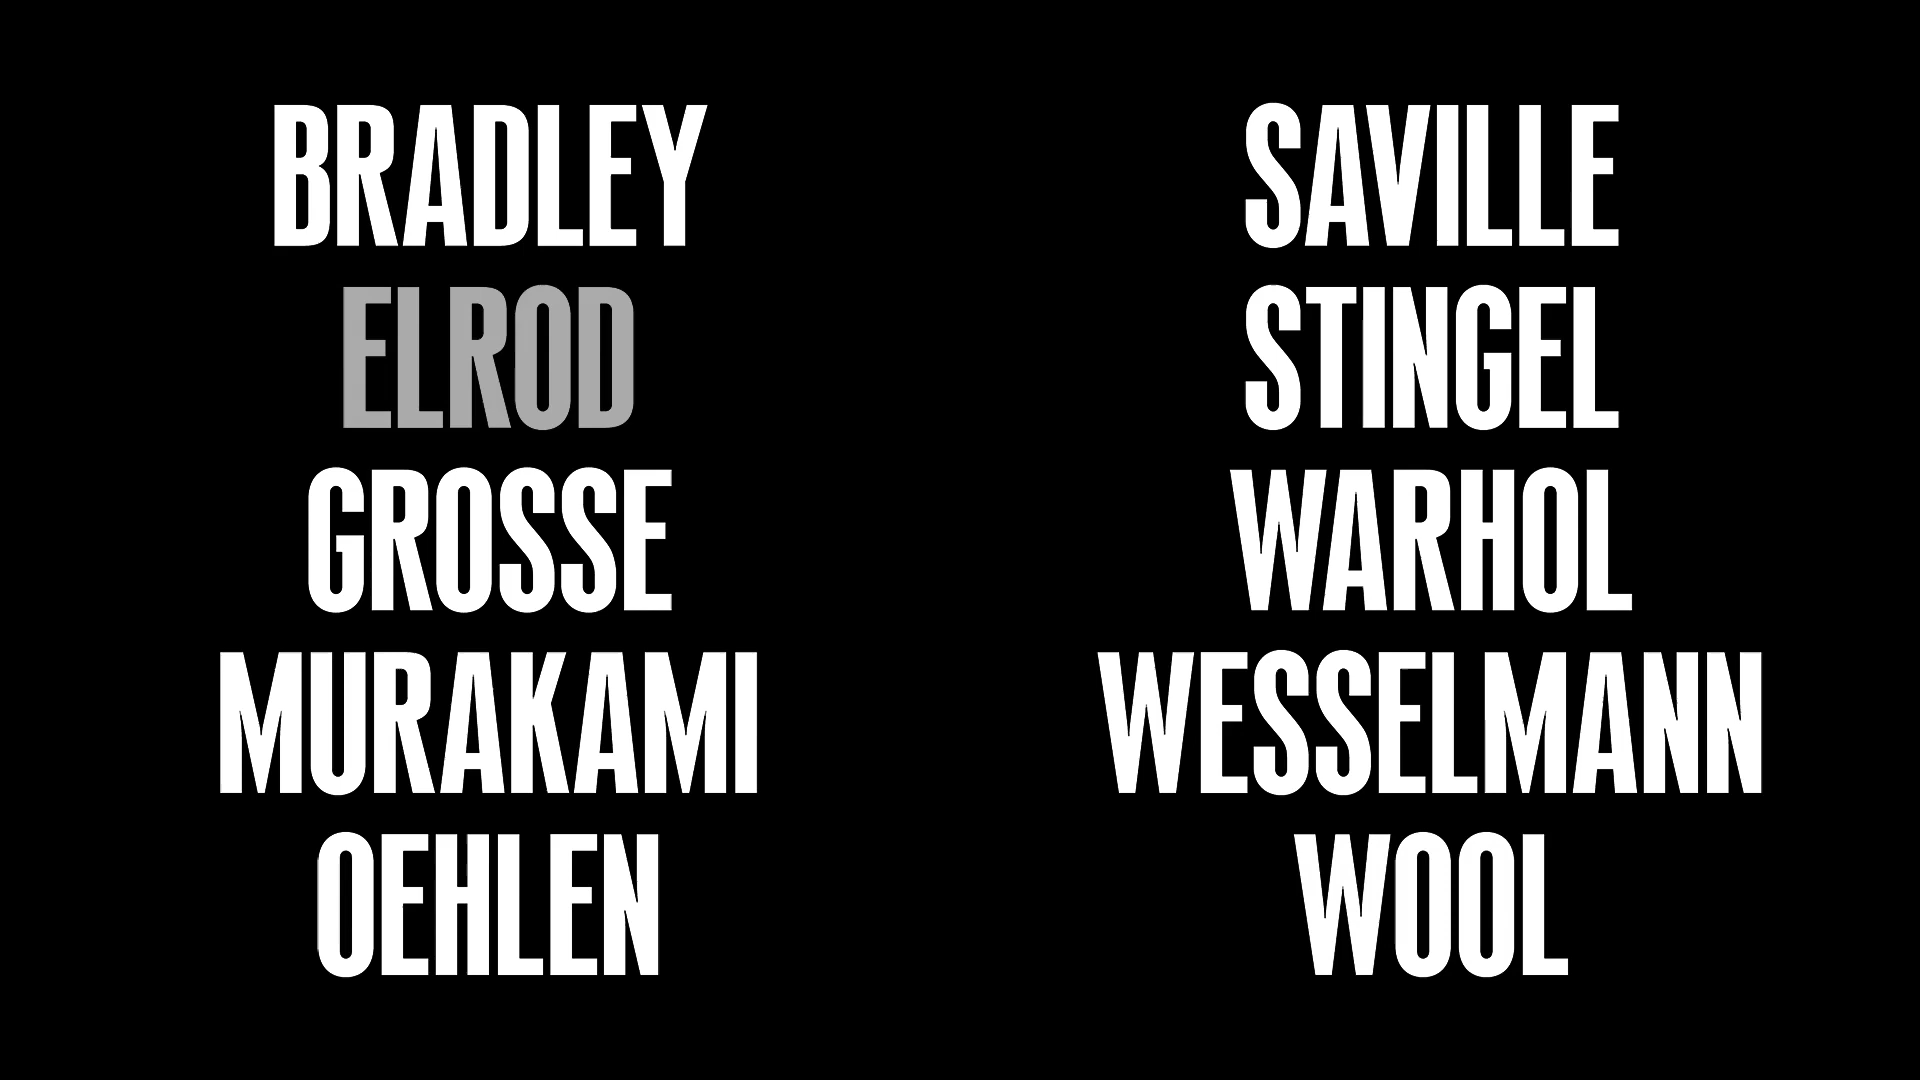 BRADLEY
ELROD
GROSSE
MURAKAMI
OEHLEN
SAVILLE
STINGEL
WARHOL
WESSELMANN
WOOL